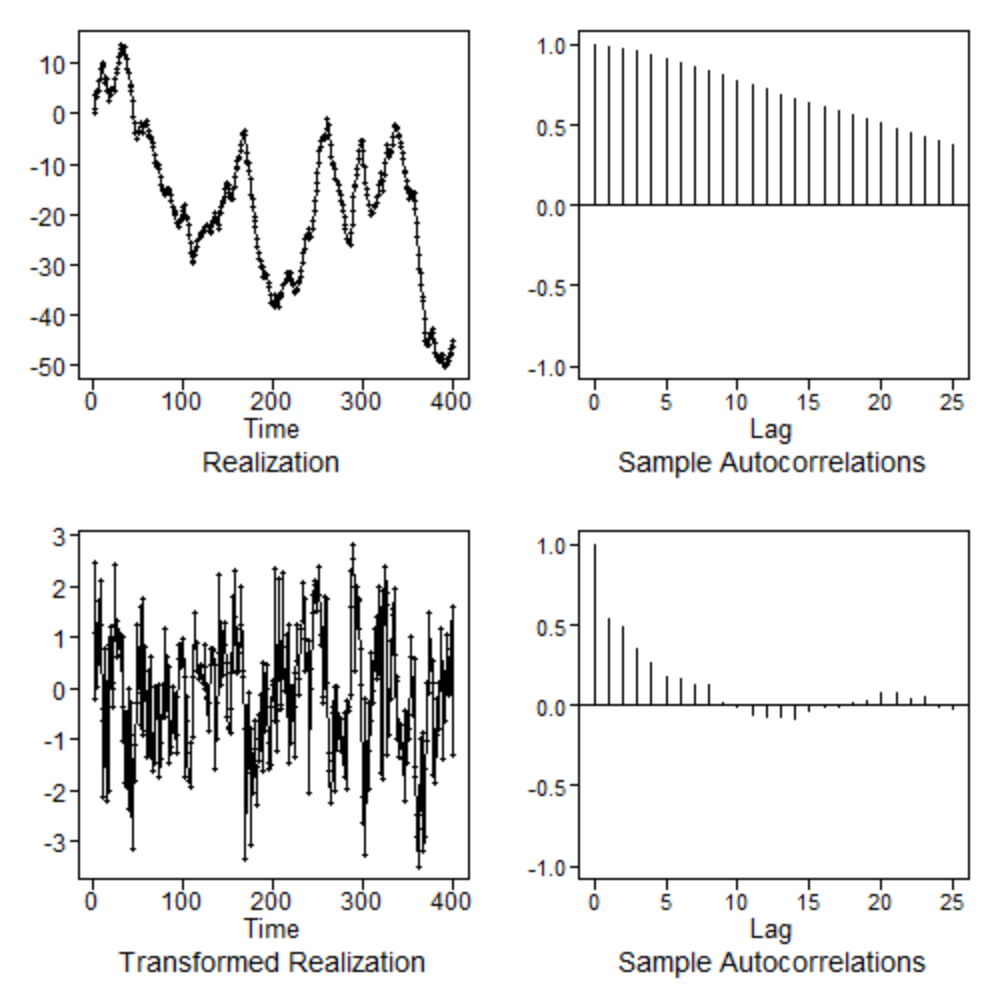 10
0
-10
-20
-30
-40
-50
0 100 200 300 400
Time
Realization
1.0
0.5
0.0
-0.5
-1.0
0 5 10 15 20 25
Lag
Sample Autocorrelations
3
2
1
0
-1
-2
-3
0 100 200 300 400
Time
Transformed Realization
1.0
0.5
0.0
-0.5
-1.0
0 5 10 15 20 25
Lag
Sample Autocorrelations